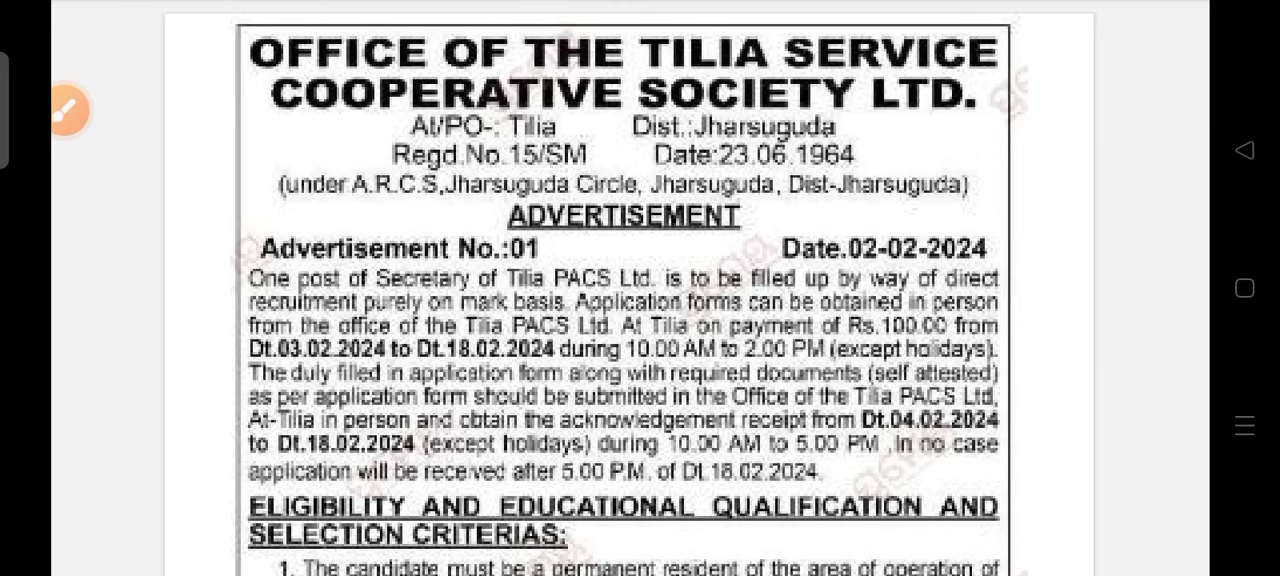 OFFICE OF THE TILIA SERVICE
COOPERATIVE SOCIETY LTD.
At/PO-: Tilia Dist.:Jharsuguda
Regd.No.15/SM Date:23.06.1964
(under A.R.C.S,Jharsuguda Circle, Jharsuguda, Dist-Jharsuguda)
ADVERTISEMENT
Advertisement No.:01 Date.02-02-2024
One post of Secretary of Tilia PACS Ltd. is to be filled up by way of direct
recruitment purely on mark basis. Application forms can be obtained in person
from the office of the Tilia PACS Ltd. At Tilia on payment of Rs.100.00 from
Dt.03.02.2024 to Dt.18.02.2024 during 10.00 AM to 2.00 PM (except holidays).
The duly filled in application form along with required documents (self attested)
as per application form should be submitted in the Office of the Tilia PACS Ltd,
At-Tilia in person and obtain the acknowledgement receipt from Dt.04.02.2024
to Dt.18.02.2024 (except holidays) during 10.00 AM to 5.00 PM .In no case
application will be received after 5.00 P.M. of Dt.18.02.2024.
ELIGIBILITY AND EDUCATIONAL QUALIFICATION AND
SELECTION CRITERIAS:
1. The candidate must be a permanent resident of the area of operation of